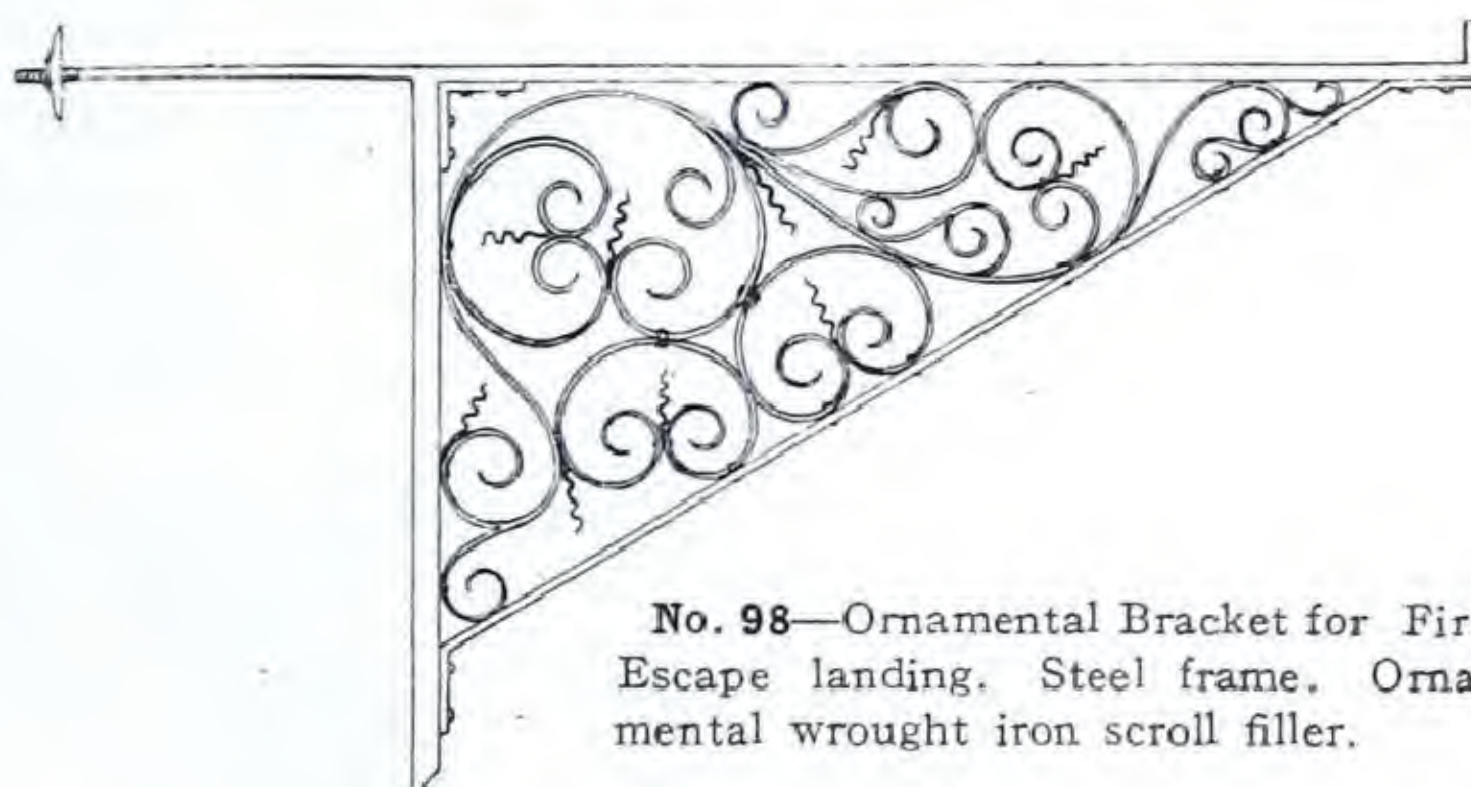 No. 98—Ornamental Bracket for Fir
Escape landing. Steel frame. Orna
mental wrought iron scroll filler.